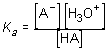 Kₐ = [A⁻][H₃O⁺] / [HA]